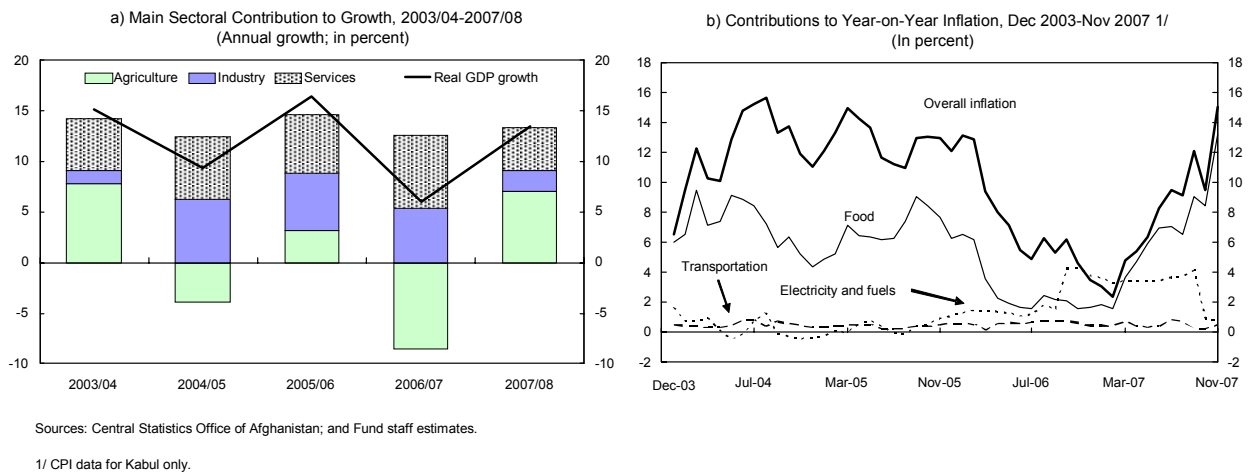 a) Main Sectoral Contribution to Growth, 2003/04-2007/08
(Annual growth; in percent)
20
15
10
5
0
-5
-10
Agriculture Industry Services Real GDP growth
20
15
10
5
0
-5
-10
2003/04 2004/05 2005/06 2006/07 2007/08
b) Contributions to Year-on-Year Inflation, Dec 2003-Nov 2007 1/
(In percent)
18
16
14
12
10
8
6
4
2
0
-2
Overall inflation
Food
Transportation
Electricity and fuels
18
16
14
12
10
8
6
4
2
0
-2
Dec-03 Jul-04 Mar-05 Nov-05 Jul-06 Mar-07 Nov-07
Sources: Central Statistics Office of Afghanistan; and Fund staff estimates.
1/ CPI data for Kabul only.